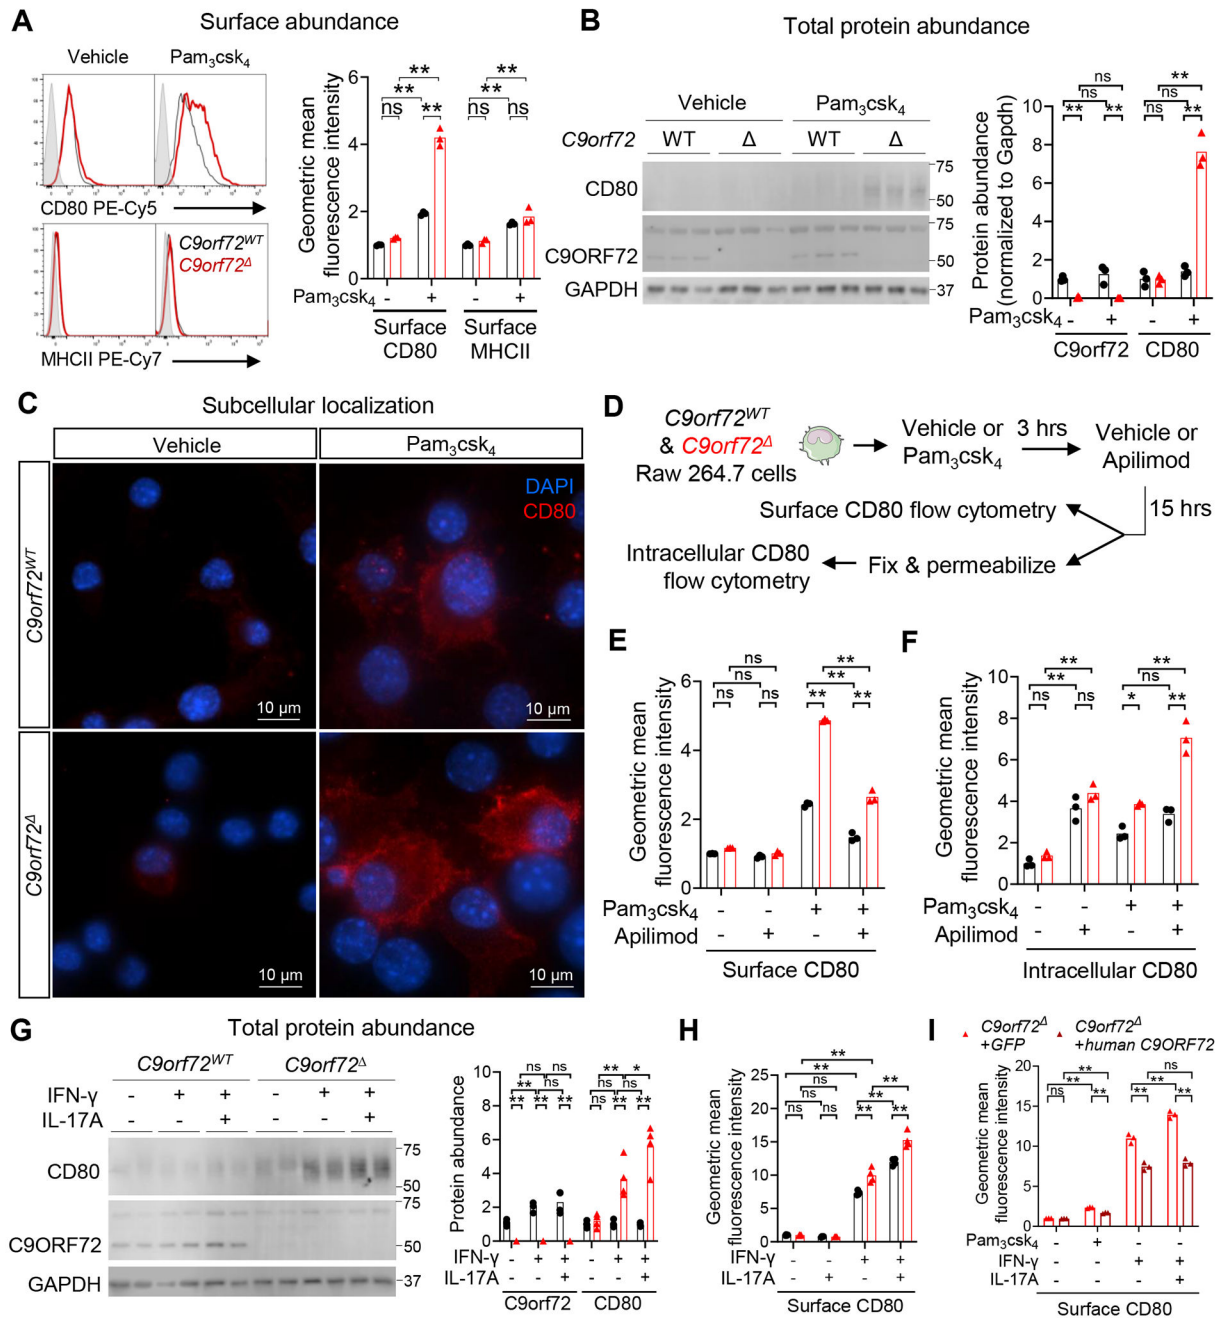 A
Surface abundance
Vehicle
Pam3csk4
CD80 PE-Cy5
C9orf72WT
C9orf72Δ
MHCII PE-Cy7
Geometric mean
fluorescence intensity
6
4
2
0
** **
** **
ns ** ns ns
Pam3csk4 - + - +
Surface
CD80
Surface
MHCII
B
Total protein abundance
Vehicle
Pam3csk4
C9orf72 WT Δ WT Δ
CD80
C9ORF72
GAPDH
75
50
75
50
37
Protein abundance
(normalized to Gapdh)
10
8
6
4
2
0
ns **
ns ns
** ** ns **
Pam3csk4 - + - +
C9orf72 CD80
C
Subcellular localization
Vehicle
Pam3csk4
C9orf72WT
C9orf72Δ
DAPI
CD80
10 µm
10 µm
10 µm
10 µm
D
C9orf72WT
& C9orf72Δ
Raw 264.7 cells
Vehicle or
Pam3csk4
3 hrs
Vehicle or
Apilimod
15 hrs
Surface CD80 flow cytometry
Fix & permeabilize
Intracellular CD80
flow cytometry
E
Geometric mean
fluorescence intensity
6
4
2
0
ns **
ns **
ns ns ** **
Pam3csk4 - - + +
Apilimod - + - +
Surface CD80
F
Geometric mean
fluorescence intensity
10
8
6
4
2
0
** **
** ns
ns ns * **
Pam3csk4 - - + +
Apilimod - + - +
Intracellular CD80
G
Total protein abundance
C9orf72WT C9orf72Δ
IFN-γ - + + - + +
IL-17A - - + - - +
CD80
C9ORF72
GAPDH
75
50
75
50
37
Protein abundance
10
8
6
4
2
0
ns ns ** *
** ns ns ns
** ** ** ns ** **
IFN-γ - + + - + +
IL-17A - - + - - +
C9orf72 CD80
H
Geometric mean
fluorescence intensity
25
20
15
10
5
0
**
**
ns **
ns **
ns ns ** **
IFN-γ - - + +
IL-17A - + - +
Surface CD80
I
C9orf72Δ
+GFP
C9orf72Δ
+human C9ORF72
Geometric mean
fluorescence intensity
20
15
10
5
0
ns ns
** **
** **
ns ** ** **
Pam3csk4 - + - -
IFN-γ - - + +
IL-17A - - - +
Surface CD80